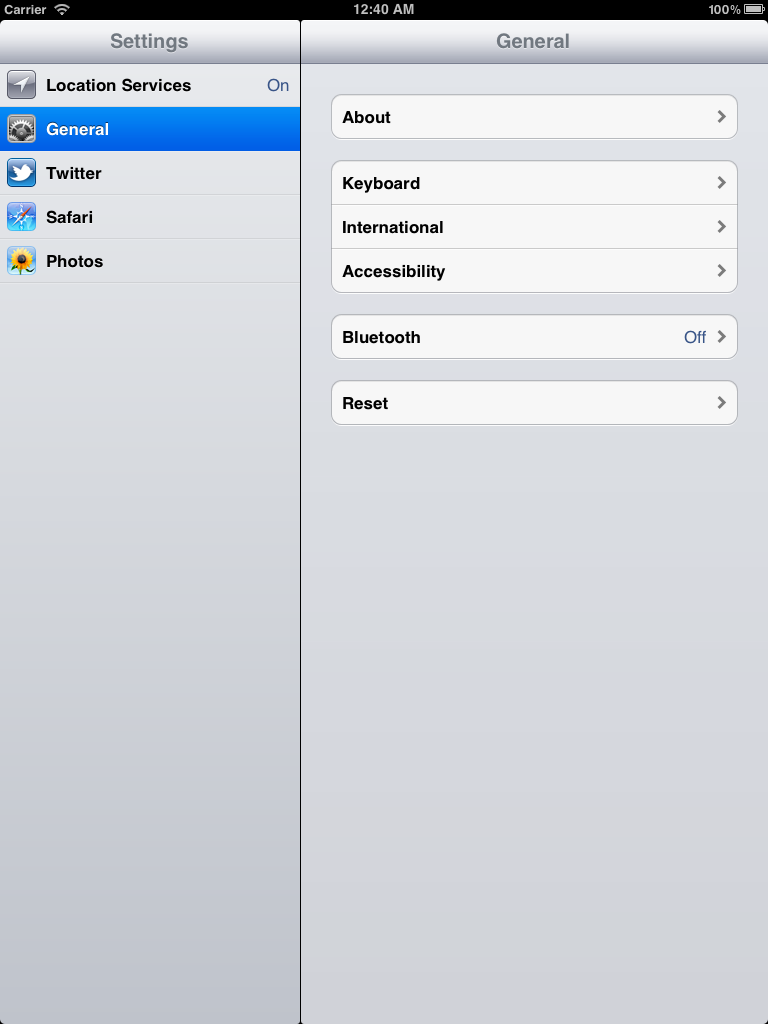 Carrier 12:40 AM 100%
Settings
Location Services On
General
Twitter
Safari
Photos
General
About
Keyboard
International
Accessibility
Bluetooth Off
Reset